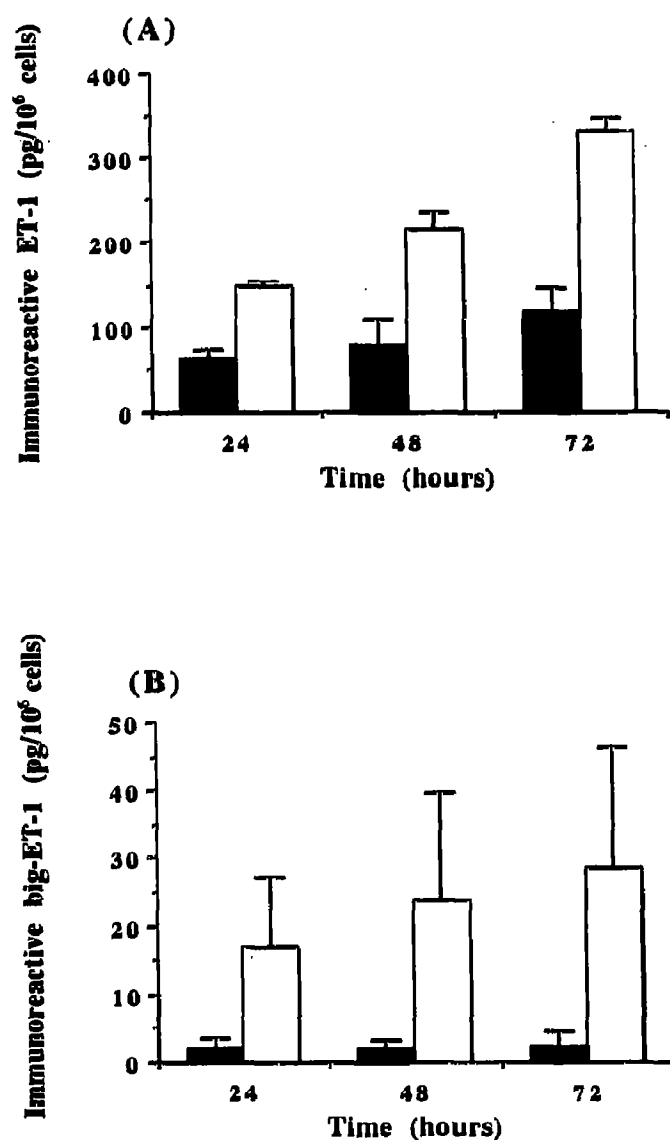 (A)
Immunoreactive ET-1 (pg/10⁶ cells)
400
300
200
100
0
24 48 72
Time (hours)
(B)
Immunoreactive big-ET-1 (pg/10⁶ cells)
50
40
30
20
10
0
24 48 72
Time (hours)